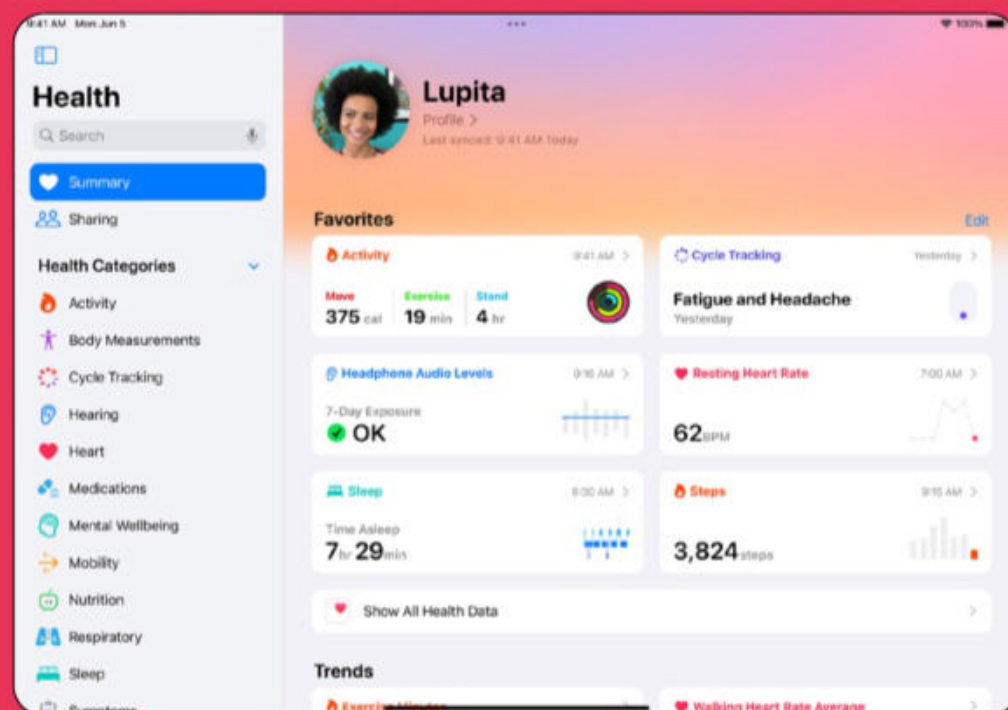 9:41 AM Mon Jun 5
100%
Health
Search
Summary
Sharing
Health Categories
Activity
Body Measurements
Cycle Tracking
Hearing
Heart
Medications
Mental Wellbeing
Mobility
Nutrition
Respiratory
Sleep
Symptoms
Lupita
Profile >
Last synced: 9:41 AM Today
Favorites
Edit
Activity
9:41 AM >
Move
Exercise
Stand
375 cal
19 min
4 hr
Cycle Tracking
Yesterday >
Fatigue and Headache
Yesterday
Headphone Audio Levels
9:16 AM >
7-Day Exposure
OK
Resting Heart Rate
7:00 AM >
62 BPM
Sleep
6:30 AM >
Time Asleep
7 hr 29 min
Steps
9:15 AM >
3,824 steps
Show All Health Data >
Trends
Exercise Minutes >
Walking Heart Rate Average >